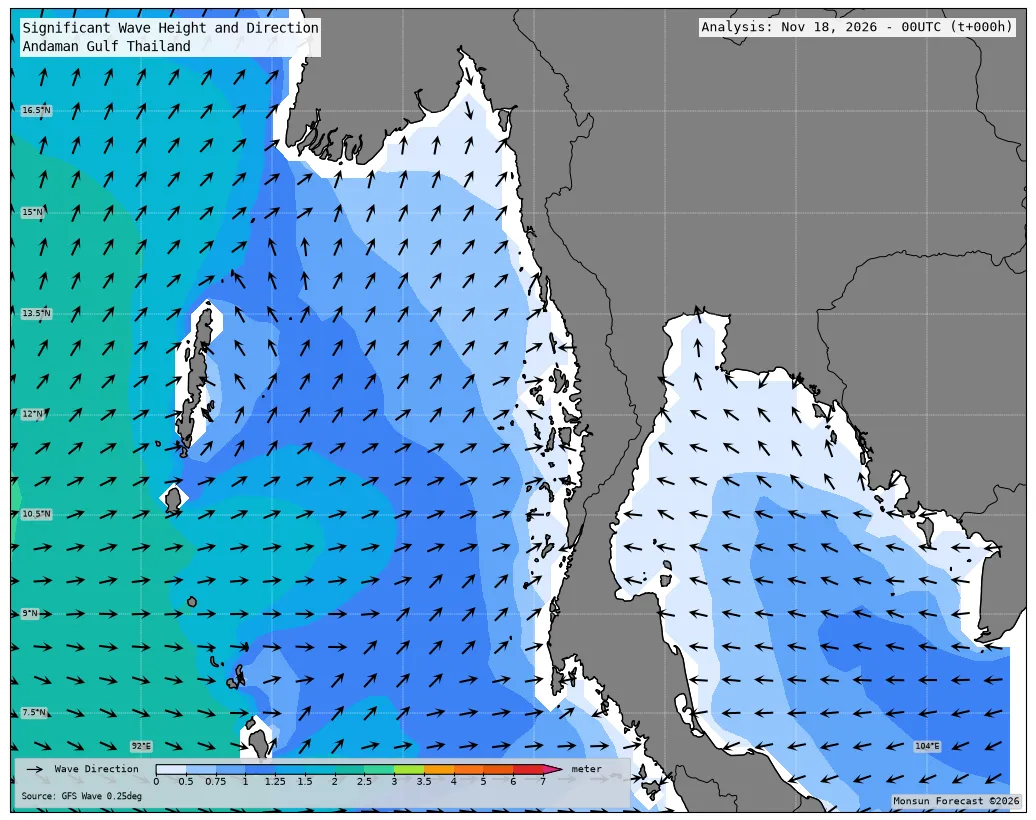 Significant Wave Height and Direction
Andaman Gulf Thailand
Analysis: Nov 18, 2026 - 00UTC (t+000h)
16.5°N
15°N
13.5°N
12°N
10.5°N
9°N
7.5°N
92°E
104°E
Wave Direction
0 0.5 0.75 1 1.25 1.5 2 2.5 3 3.5 4 5 6 7
meter
Source: GFS Wave 0.25deg
Monsun Forecast ©2026